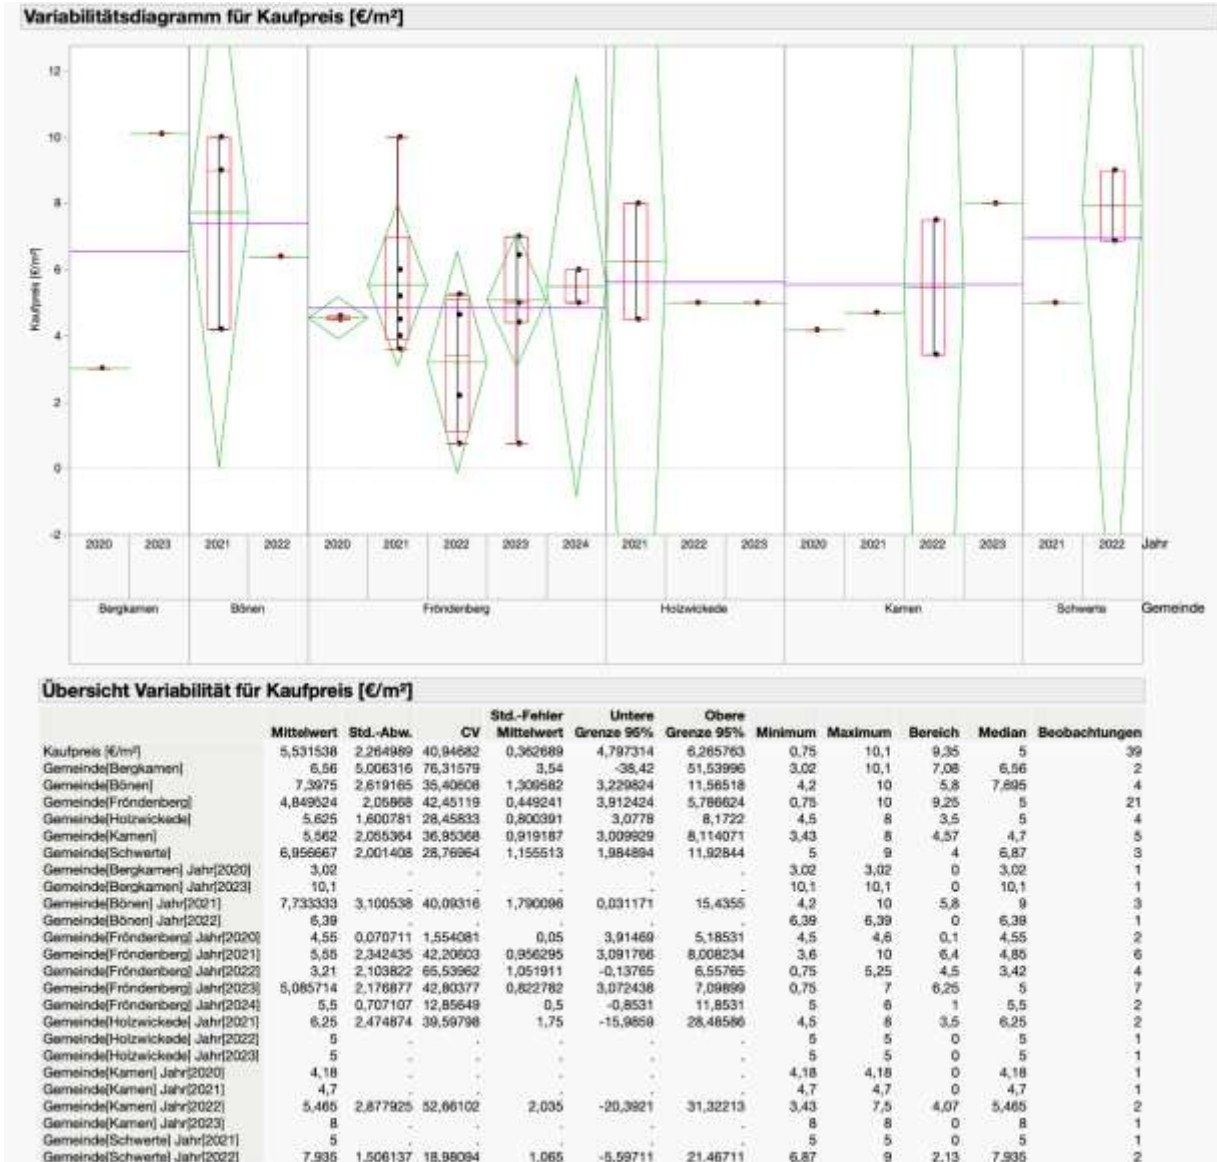 Variabilitätsdiagramm für Kaufpreis [€/m²]
12
10
8
6
4
2
0
-2
Kaufpreis [€/m²]
2020 2023 2021 2022 2020 2021 2022 2023 2024 2021 2022 2023 2020 2021 2022 2023 2021 2022 Jahr
Bergkamen Bönen Fröndenberg Holzwickede Kamen Schwerte Gemeinde
Übersicht Variabilität für Kaufpreis [€/m²]
Std.-Fehler Untere Obere
Mittelwert Std.-Abw. CV Mittelwert Grenze 95% Grenze 95% Minimum Maximum Bereich Median Beobachtungen
Kaufpreis [€/m²] 5,531538 2,264989 40,94682 0,362689 4,797314 6,265763 0,75 10,1 9,35 5 39
Gemeinde[Bergkamen] 6,56 5,006316 76,31579 3,54 -38,42 51,53996 3,02 10,1 7,08 6,56 2
Gemeinde[Bönen] 7,3975 2,619165 35,40608 1,309582 3,229824 11,56518 4,2 10 5,8 7,695 4
Gemeinde[Fröndenberg] 4,849524 2,05868 42,45119 0,449241 3,912424 5,786624 0,75 10 9,25 5 21
Gemeinde[Holzwickede] 5,625 1,600781 28,45833 0,800391 3,0778 8,1722 4,5 8 3,5 5 4
Gemeinde[Kamen] 5,562 2,055364 36,95368 0,919187 3,009929 8,114071 3,43 8 4,57 4,7 5
Gemeinde[Schwerte] 6,956667 2,001408 28,76964 1,155513 1,984894 11,92844 5 9 4 6,87 3
Gemeinde[Bergkamen] Jahr[2020] 3,02 . . . . . 3,02 3,02 0 3,02 1
Gemeinde[Bergkamen] Jahr[2023] 10,1 . . . . . 10,1 10,1 0 10,1 1
Gemeinde[Bönen] Jahr[2021] 7,733333 3,100538 40,09316 1,790096 0,031171 15,4355 4,2 10 5,8 9 3
Gemeinde[Bönen] Jahr[2022] 6,39 . . . . . 6,39 6,39 0 6,39 1
Gemeinde[Fröndenberg] Jahr[2020] 4,55 0,070711 1,554081 0,05 3,91469 5,18531 4,5 4,6 0,1 4,55 2
Gemeinde[Fröndenberg] Jahr[2021] 5,55 2,342435 42,20603 0,956295 3,091766 8,008234 3,6 10 6,4 4,85 6
Gemeinde[Fröndenberg] Jahr[2022] 3,21 2,103822 65,53962 1,051911 -0,13765 6,55765 0,75 5,25 4,5 3,42 4
Gemeinde[Fröndenberg] Jahr[2023] 5,085714 2,176877 42,80377 0,822782 3,072438 7,09899 0,75 7 6,25 5 7
Gemeinde[Fröndenberg] Jahr[2024] 5,5 0,707107 12,85649 0,5 -0,8531 11,8531 5 6 1 5,5 2
Gemeinde[Holzwickede] Jahr[2021] 6,25 2,474874 39,59798 1,75 -15,9859 28,48586 4,5 8 3,5 6,25 2
Gemeinde[Holzwickede] Jahr[2022] 5 . . . . . 5 5 0 5 1
Gemeinde[Holzwickede] Jahr[2023] 5 . . . . . 5 5 0 5 1
Gemeinde[Kamen] Jahr[2020] 4,18 . . . . . 4,18 4,18 0 4,18 1
Gemeinde[Kamen] Jahr[2021] 4,7 . . . . . 4,7 4,7 0 4,7 1
Gemeinde[Kamen] Jahr[2022] 5,465 2,877925 52,66102 2,035 -20,3921 31,32213 3,43 7,5 4,07 5,465 2
Gemeinde[Kamen] Jahr[2023] 8 . . . . . 8 8 0 8 1
Gemeinde[Schwerte] Jahr[2021] 5 . . . . . 5 5 0 5 1
Gemeinde[Schwerte] Jahr[2022] 7,935 1,506137 18,98094 1,065 -5,59711 21,46711 6,87 9 2,13 7,935 2